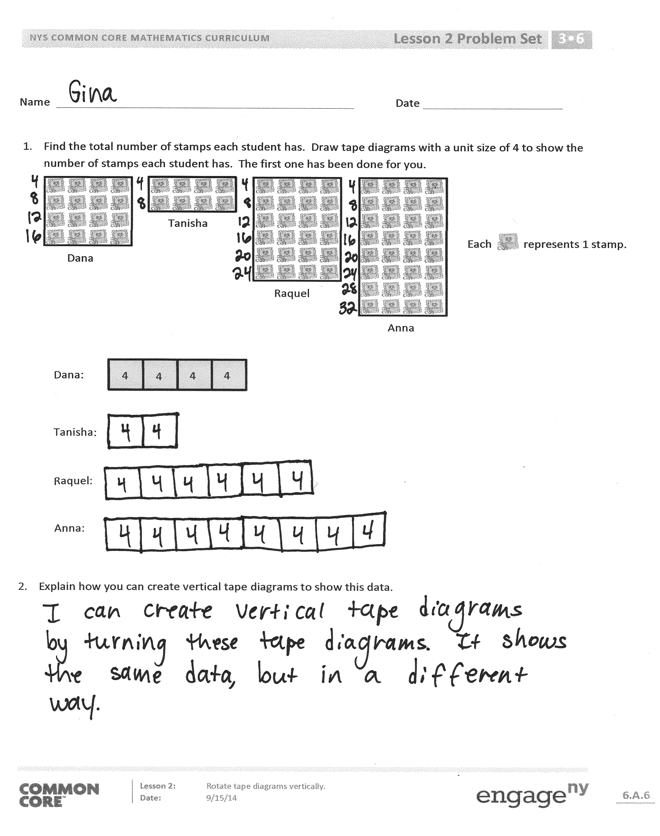 NYS COMMON CORE MATHEMATICS CURRICULUM Lesson 2 Problem Set 3•6
Name Gina Date
1. Find the total number of stamps each student has. Draw tape diagrams with a unit size of 4 to show the
number of stamps each student has. The first one has been done for you.
4 4 4 4
8 8 8 8
12 12 12
16 16 16
20 20
24 24
28
32
Dana
Tanisha
Raquel
Anna
Each represents 1 stamp.
Dana: 4 4 4 4
Tanisha: 4 4
Raquel: 4 4 4 4 4 4
Anna: 4 4 4 4 4 4 4 4
2. Explain how you can create vertical tape diagrams to show this data.
I can create vertical tape diagrams
by turning these tape diagrams. It shows
the same data, but in a different
way.
COMMON
CORE™
Lesson 2: Rotate tape diagrams vertically.
Date: 9/15/14
engageny
6.A.6